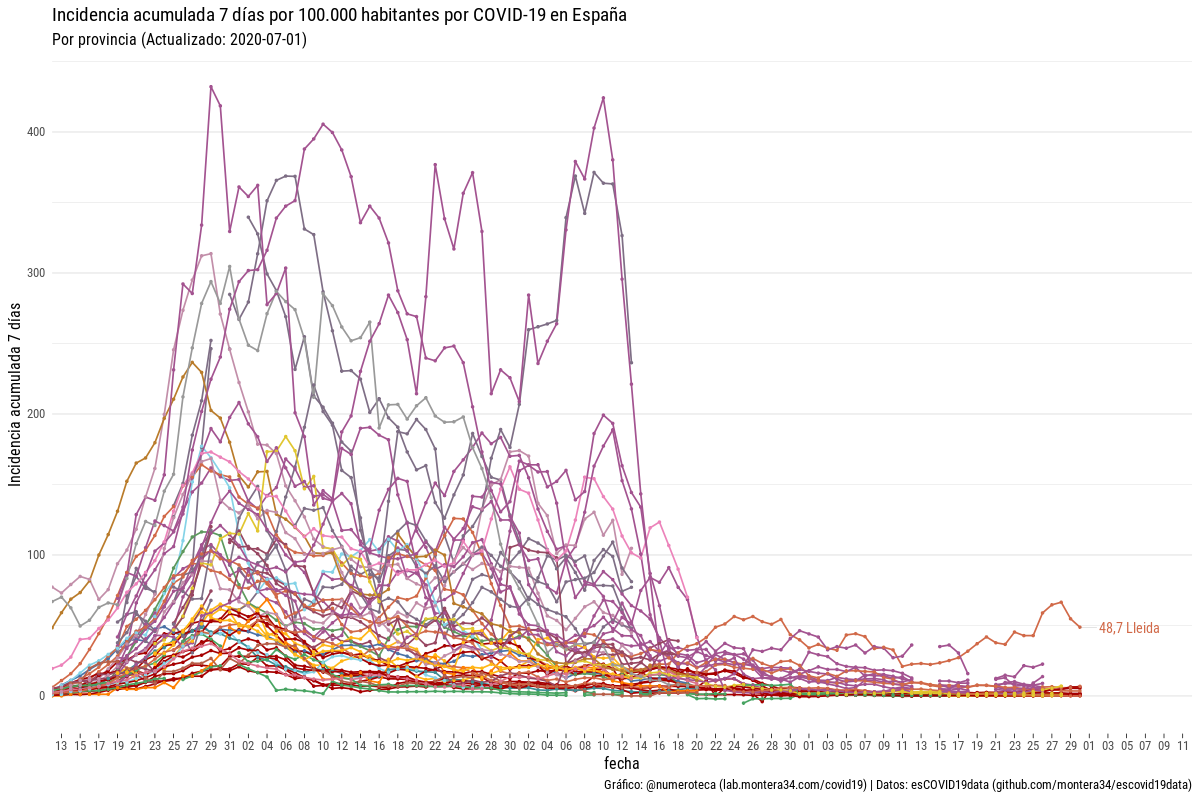 Incidencia acumulada 7 días por 100.000 habitantes por COVID-19 en España
Por provincia (Actualizado: 2020-07-01)
Incidencia acumulada 7 días
400
300
200
100
0
48,7 Lleida
13 15 17 19 21 23 25 27 29 31 02 04 06 08 10 12 14 16 18 20 22 24 26 28 30 02 04 06 08 10 12 14 16 18 20 22 24 26 28 30 01 03 05 07 09 11 13 15 17 19 21 23 25 27 29 01 03 05 07 09 11
fecha
Gráfico: @numeroteca (lab.montera34.com/covid19) | Datos: esCOVID19data (github.com/montera34/escovid19data)